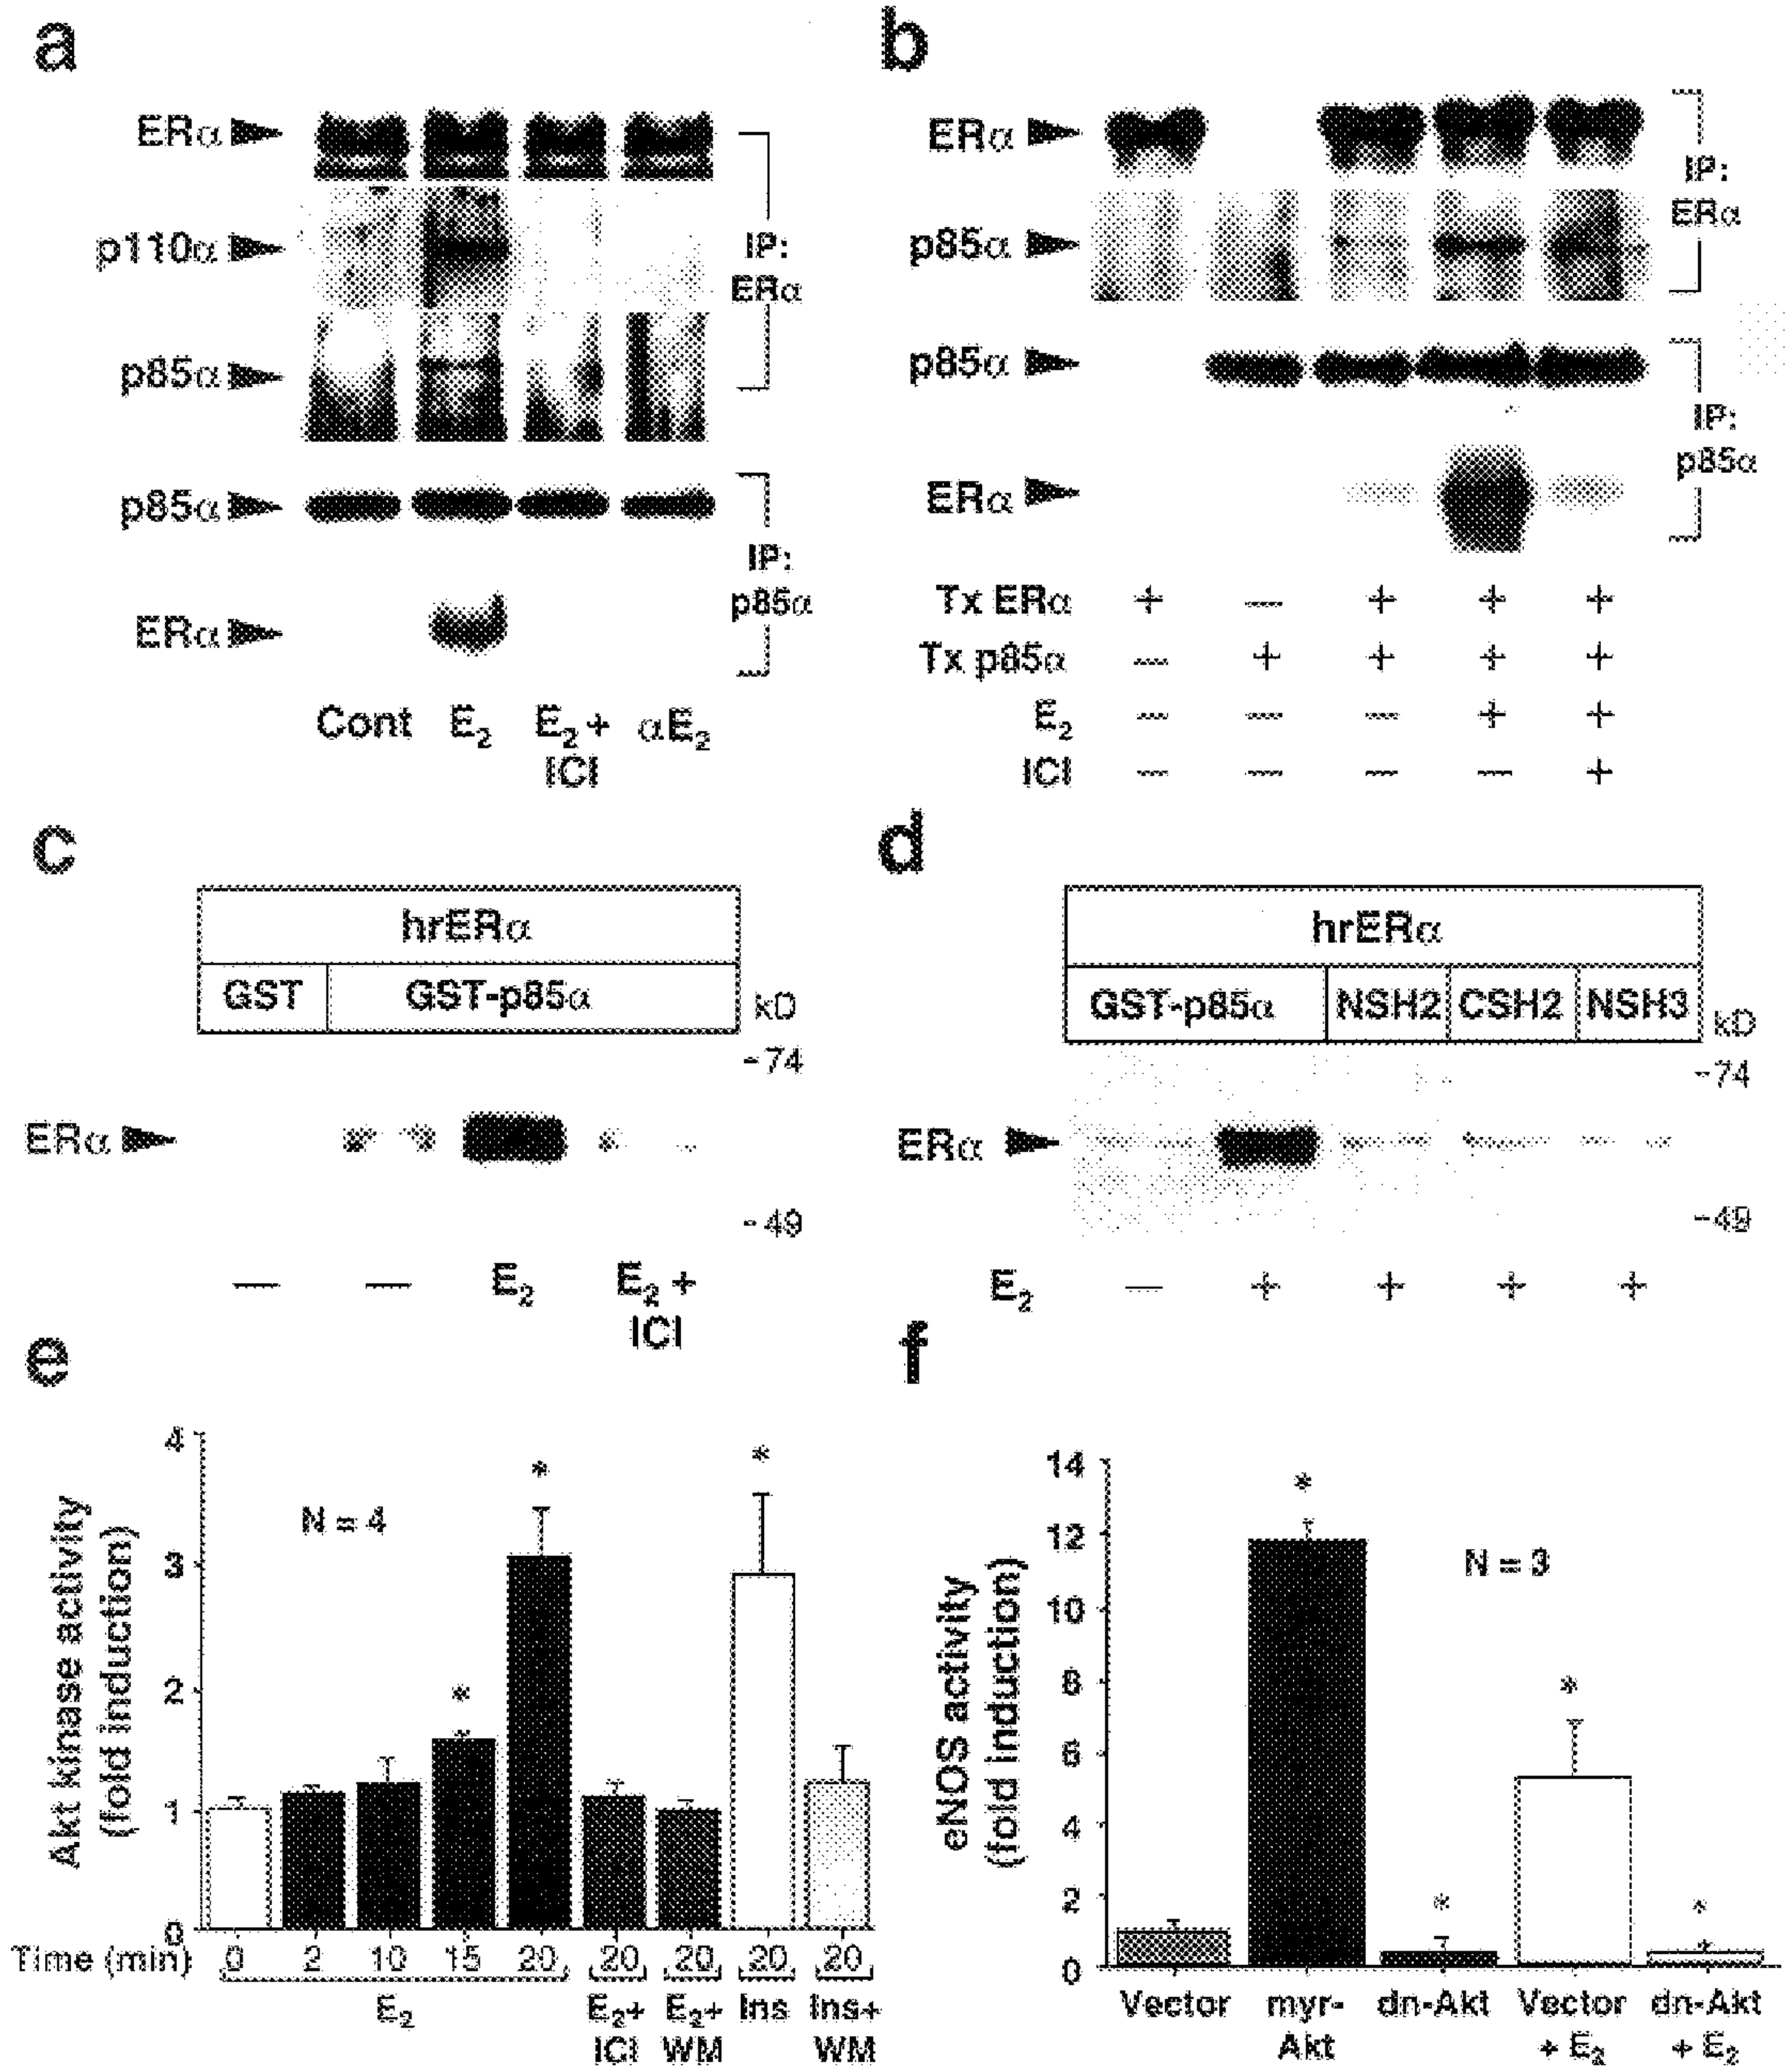 a
ERα
p110α
p85α
IP:
ERα
p85α
ERα
IP:
p85α
Cont E₂ E₂ + ICI αE₂
b
ERα
p85α
IP:
ERα
p85α
ERα
IP:
p85α
Tx ERα + — + + +
Tx p85α — + + + +
E₂ — — — + +
ICI — — — — +
c
hrERα
GST GST-p85α kD
-74
ERα
-49
— — E₂ E₂ + ICI
d
hrERα
GST-p85α NSH2 CSH2 NSH3 kD
-74
ERα
-49
E₂ — + + + +
e
Akt kinase activity
(fold induction)
4
3
2
1
0
N = 4
* * *
Time (min) 0 2 10 15 20 20 20 20 20
E₂ E₂+ ICI E₂+ WM Ins Ins+ WM
f
eNOS activity
(fold induction)
14
12
10
8
6
4
2
0
N = 3
* * * *
Vector myr-Akt dn-Akt Vector + E₂ dn-Akt + E₂